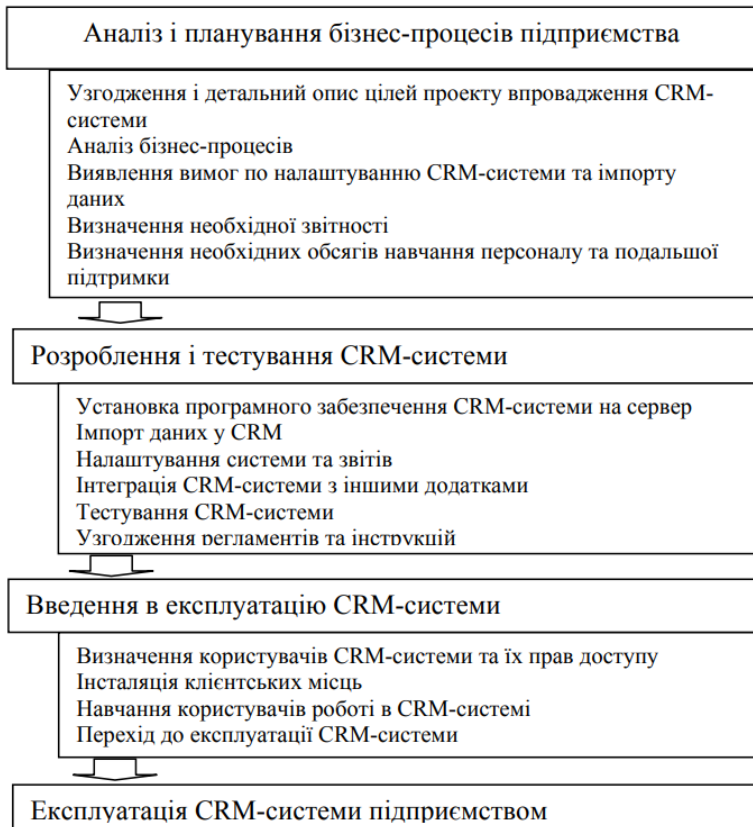 Аналіз і планування бізнес-процесів підприємства
Узгодження і детальний опис цілей проекту впровадження CRM-
системи
Аналіз бізнес-процесів
Виявлення вимог по налаштуванню CRM-системи та імпорту
даних
Визначення необхідної звітності
Визначення необхідних обсягів навчання персоналу та подальшої
підтримки
Розроблення і тестування CRM-системи
Установка програмного забезпечення CRM-системи на сервер
Імпорт даних у CRM
Налаштування системи та звітів
Інтеграція CRM-системи з іншими додатками
Тестування CRM-системи
Узгодження регламентів та інструкцій
Введення в експлуатацію CRM-системи
Визначення користувачів CRM-системи та їх прав доступу
Інсталяція клієнтських місць
Навчання користувачів роботі в CRM-системі
Перехід до експлуатації CRM-системи
Експлуатація CRM-системи підприємством